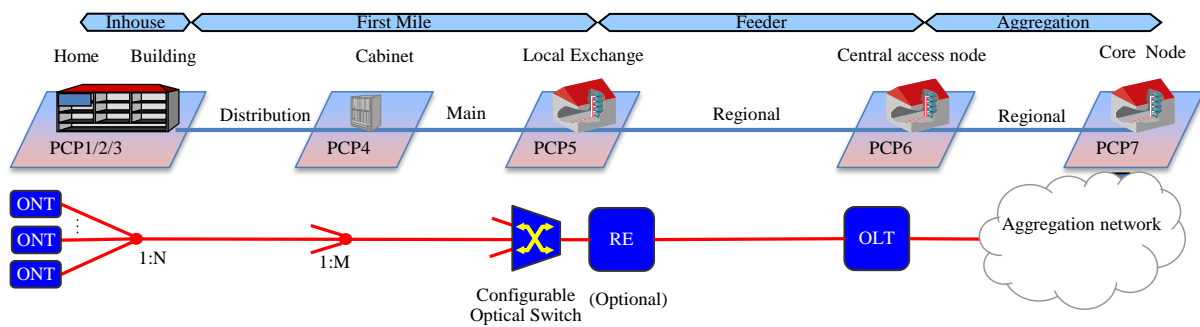 Inhouse First Mile Feeder Aggregation
Home Building Cabinet Local Exchange Central access node Core Node
Distribution Main Regional Regional
PCP1/2/3 PCP4 PCP5 PCP6 PCP7
ONT
ONT
ONT
1:N
1:M
RE
OLT
Aggregation network
Configurable
Optical Switch
(Optional)